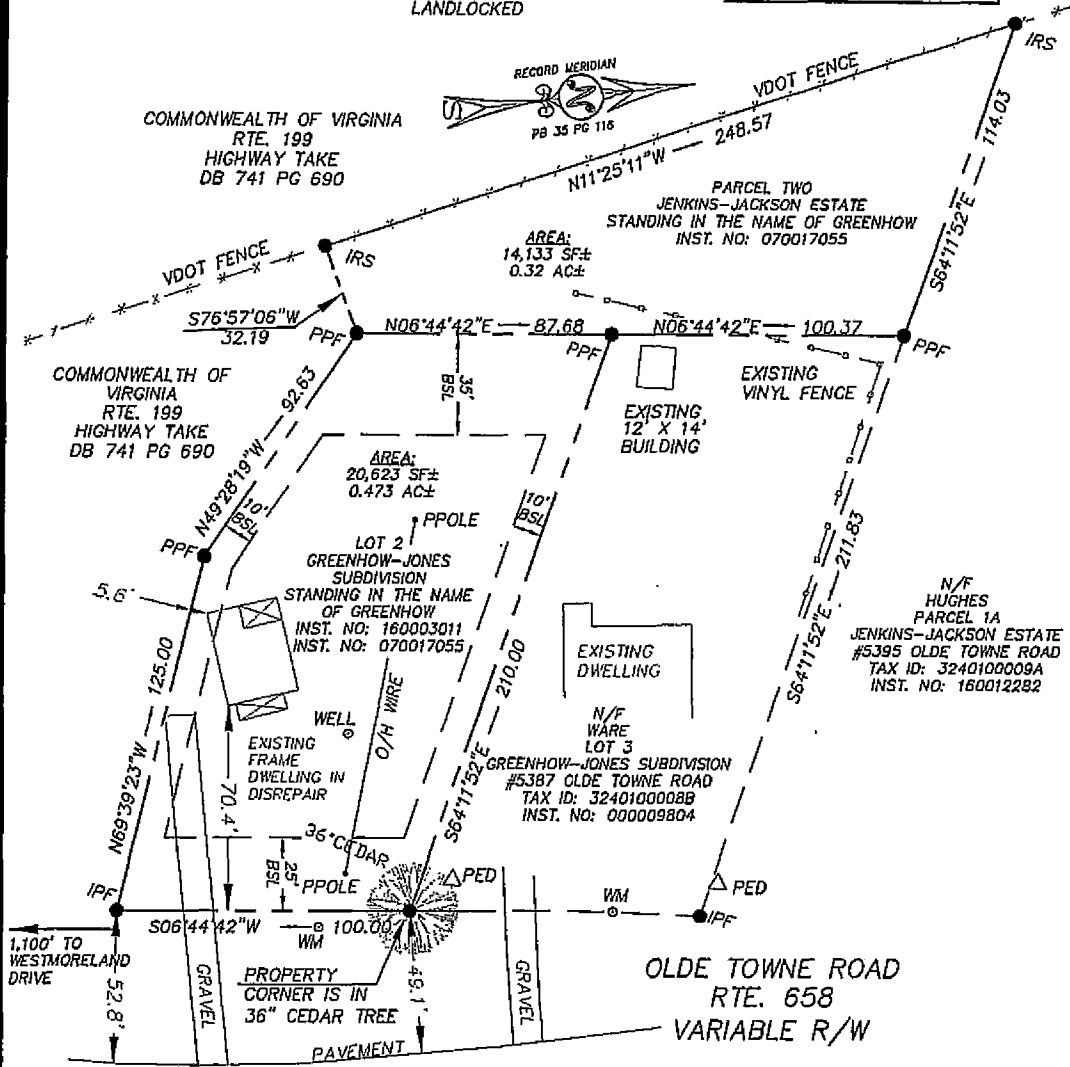 LANDLOCKED
IRS
RECORD MERIDIAN
S
N
PB 35 PG 116
VDOT FENCE
248.57
N11°25'11"W
114.03
S64°11'52"E
COMMONWEALTH OF VIRGINIA
RTE. 199
HIGHWAY TAKE
DB 741 PG 690
PARCEL TWO
JENKINS-JACKSON ESTATE
STANDING IN THE NAME OF GREENHOW
INST. NO: 070017055
AREA:
14,133 SF±
0.32 AC±
IRS
VDOT FENCE
S76°57'06"W
32.19
PPF
N06°44'42"E
87.68
PPF
N06°44'42"E
100.37
PPF
COMMONWEALTH OF
VIRGINIA
RTE. 199
HIGHWAY TAKE
DB 741 PG 690
92.63
N49°28'19"W
35'
BSL
EXISTING
12' X 14'
BUILDING
EXISTING
VINYL FENCE
AREA:
20,623 SF±
0.473 AC±
10'
BSL
10'
BSL
PPOLE
PPF
LOT 2
GREENHOW-JONES
SUBDIVISION
STANDING IN THE NAME
OF GREENHOW
INST. NO: 160003011
INST. NO: 070017055
211.83
S64°11'52"E
5.6'
N/F
HUGHES
PARCEL 1A
JENKINS-JACKSON ESTATE
#5395 OLDE TOWNE ROAD
TAX ID: 3240100009A
INST. NO: 160012282
125.00
N69°39'23"W
EXISTING
DWELLING
210.00
S64°11'52"E
O/H WIRE
WELL
EXISTING
FRAME
DWELLING IN
DISREPAIR
70.4'
N/F
WARE
LOT 3
GREENHOW-JONES SUBDIVISION
#5387 OLDE TOWNE ROAD
TAX ID: 3240100008B
INST. NO: 000009804
36" CEDAR
25'
BSL
PPOLE
PED
PED
IPF
WM
IPF
S06°44'42"W
WM
100.00
1,100' TO
WESTMORELAND
DRIVE
52.8'
GRAVEL
PROPERTY
CORNER IS IN
36" CEDAR TREE
49.1'
GRAVEL
PAVEMENT
OLDE TOWNE ROAD
RTE. 658
VARIABLE R/W